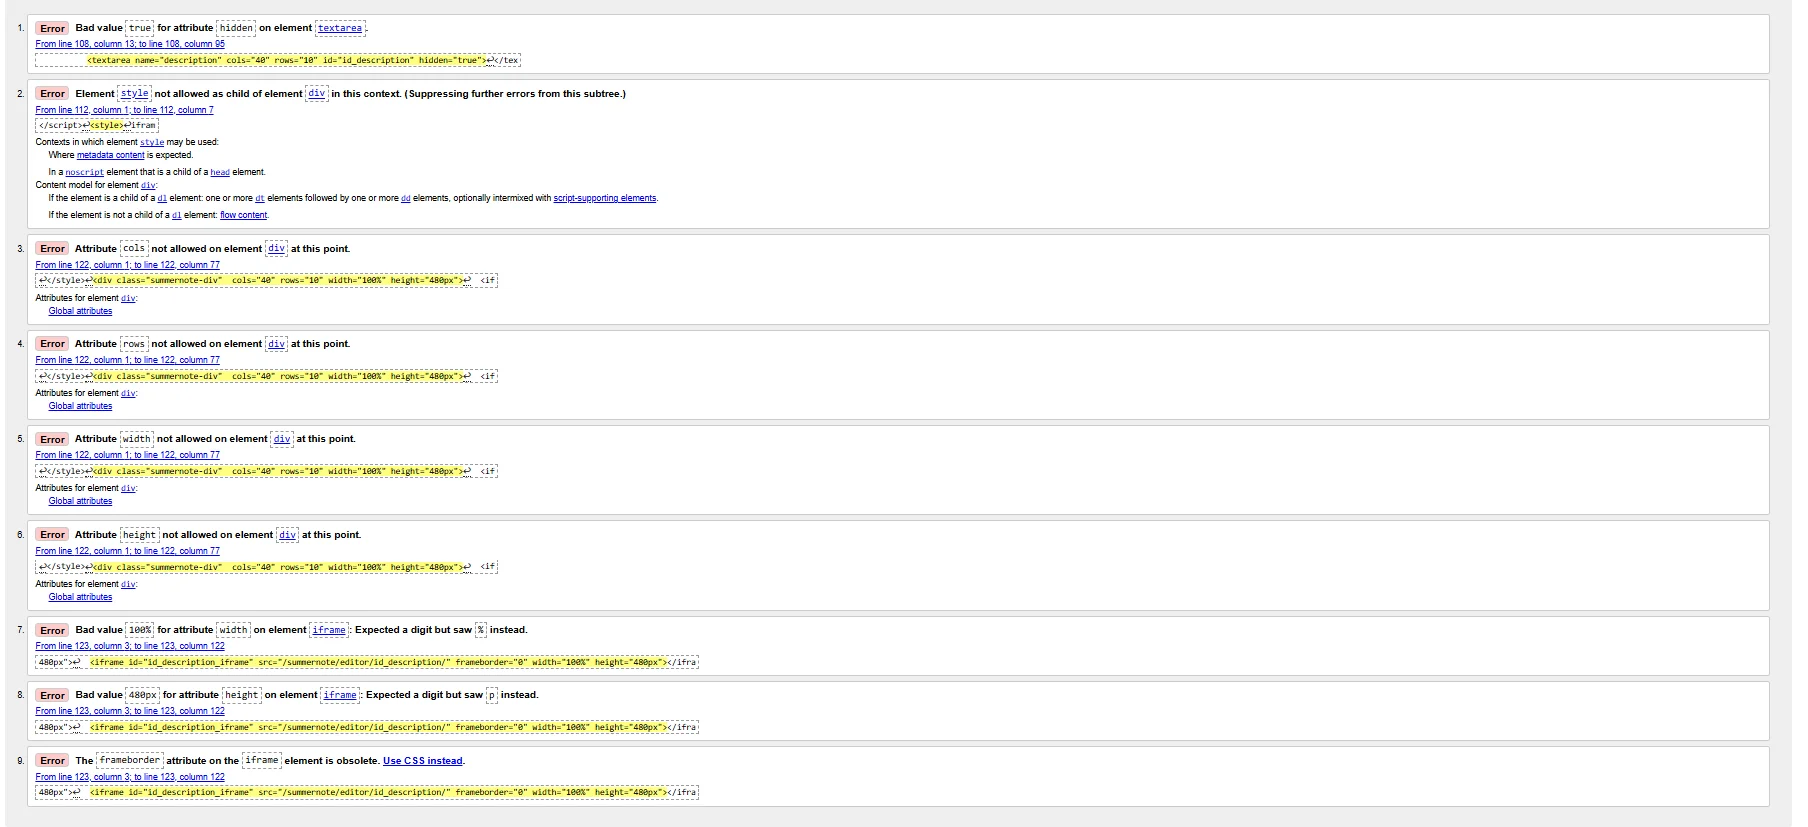 1. Error Bad value true for attribute hidden on element textarea.
From line 108, column 13; to line 108, column 95
<textarea name="description" cols="40" rows="10" id="id_description" hidden="true">↩</tex
2. Error Element style not allowed as child of element div in this context. (Suppressing further errors from this subtree.)
From line 112, column 1; to line 112, column 7
</script>↩<style>↩ifram
Contexts in which element style may be used:
Where metadata content is expected.
In a noscript element that is a child of a head element.
Content model for element div:
If the element is a child of a dl element: one or more dt elements followed by one or more dd elements, optionally intermixed with script-supporting elements.
If the element is not a child of a dl element: flow content.
3. Error Attribute cols not allowed on element div at this point.
From line 122, column 1; to line 122, column 77
↩</style>↩<div class="summernote-div"  cols="40" rows="10" width="100%" height="480px">↩  <if
Attributes for element div:
Global attributes
4. Error Attribute rows not allowed on element div at this point.
From line 122, column 1; to line 122, column 77
↩</style>↩<div class="summernote-div"  cols="40" rows="10" width="100%" height="480px">↩  <if
Attributes for element div:
Global attributes
5. Error Attribute width not allowed on element div at this point.
From line 122, column 1; to line 122, column 77
↩</style>↩<div class="summernote-div"  cols="40" rows="10" width="100%" height="480px">↩  <if
Attributes for element div:
Global attributes
6. Error Attribute height not allowed on element div at this point.
From line 122, column 1; to line 122, column 77
↩</style>↩<div class="summernote-div"  cols="40" rows="10" width="100%" height="480px">↩  <if
Attributes for element div:
Global attributes
7. Error Bad value 100% for attribute width on element iframe: Expected a digit but saw % instead.
From line 123, column 3; to line 123, column 122
480px">↩  <iframe id="id_description_iframe" src="/summernote/editor/id_description/" frameborder="0" width="100%" height="480px"></ifra
8. Error Bad value 480px for attribute height on element iframe: Expected a digit but saw p instead.
From line 123, column 3; to line 123, column 122
480px">↩  <iframe id="id_description_iframe" src="/summernote/editor/id_description/" frameborder="0" width="100%" height="480px"></ifra
9. Error The frameborder attribute on the iframe element is obsolete. Use CSS instead.
From line 123, column 3; to line 123, column 122
480px">↩  <iframe id="id_description_iframe" src="/summernote/editor/id_description/" frameborder="0" width="100%" height="480px"></ifra